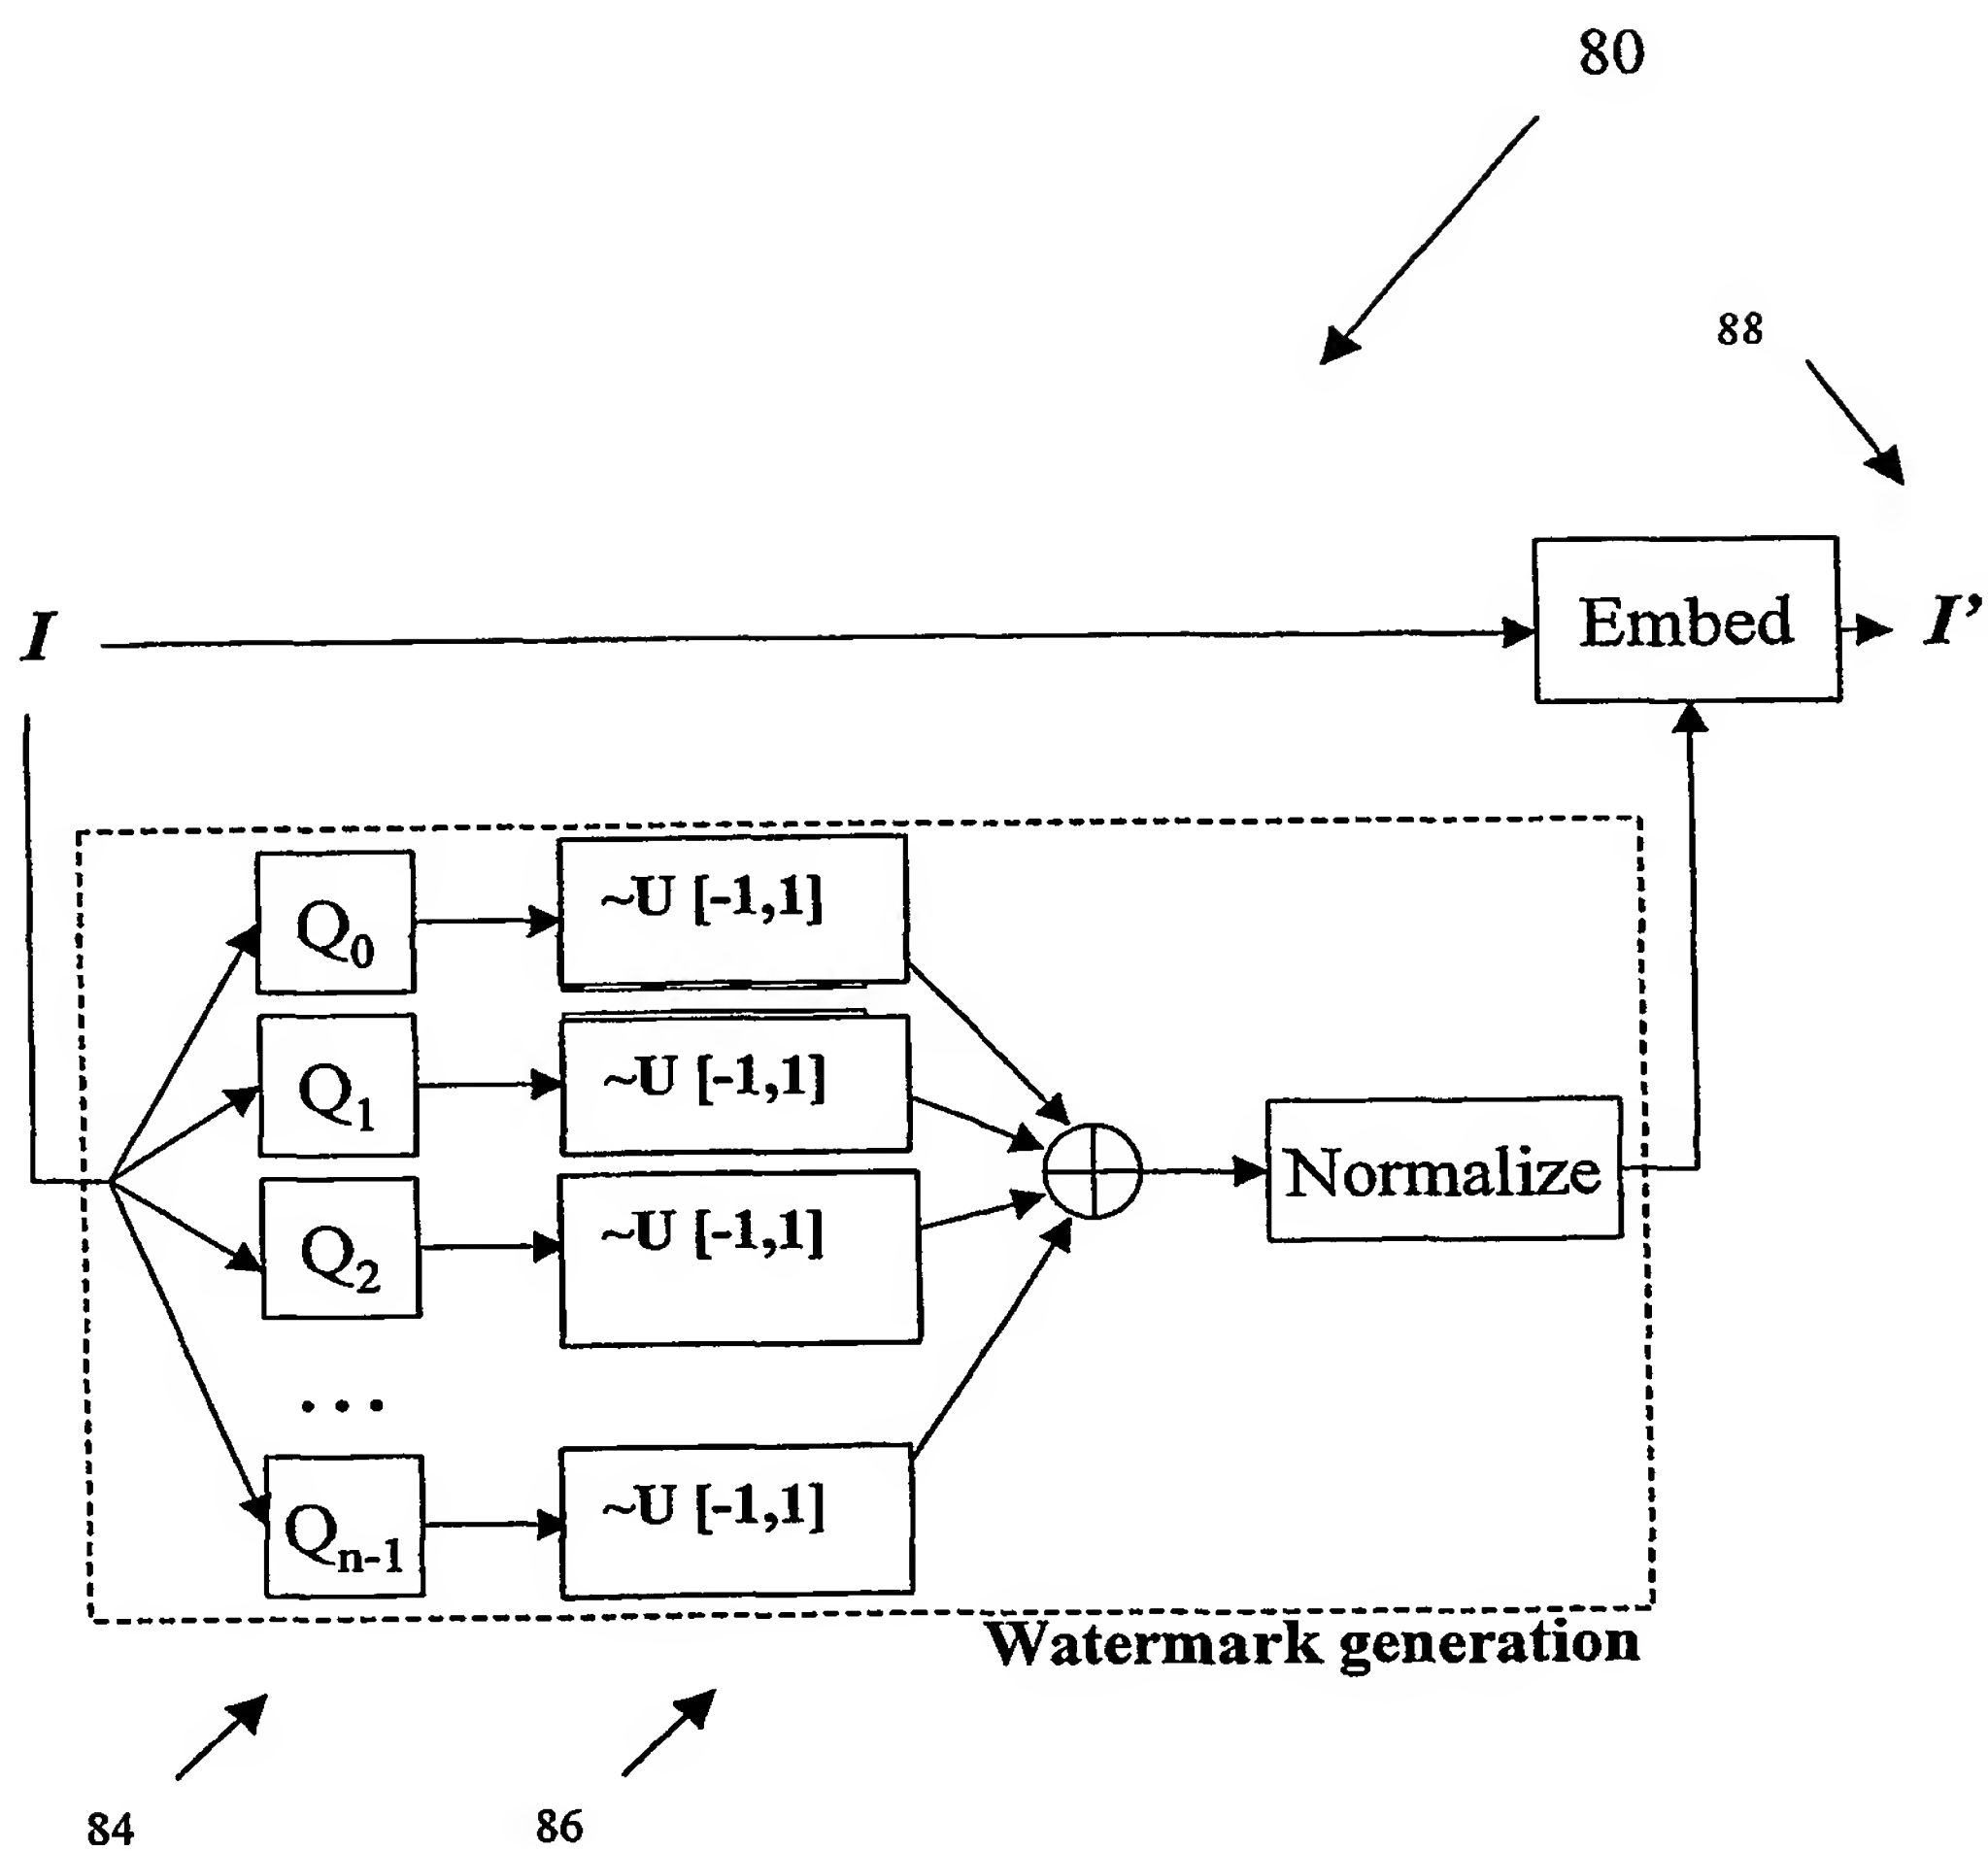 80
88
I
Embed
I’
Q0
~U [-1,1]
Q1
~U [-1,1]
Q2
~U [-1,1]
Normalize
...
Qn-1
~U [-1,1]
Watermark generation
84
86